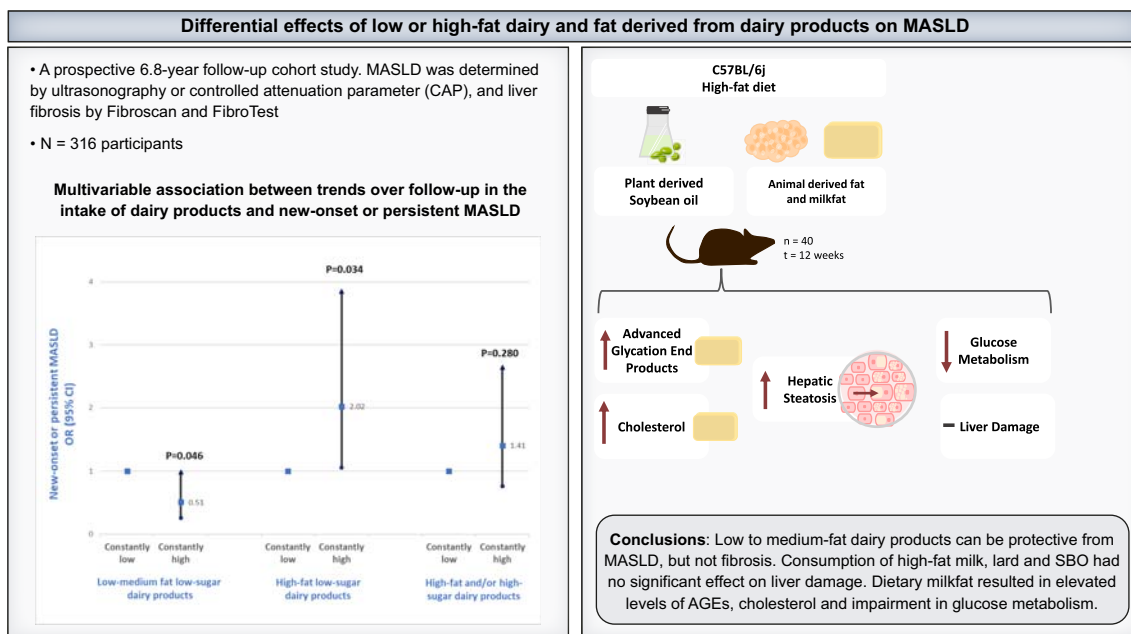 Differential effects of low or high-fat dairy and fat derived from dairy products on MASLD
• A prospective 6.8-year follow-up cohort study. MASLD was determined
by ultrasonography or controlled attenuation parameter (CAP), and liver
fibrosis by Fibroscan and FibroTest
• N = 316 participants
Multivariable association between trends over follow-up in the
intake of dairy products and new-onset or persistent MASLD
New-onset or persistent MASLD
OR (95% CI)
4
3
2
1
0
P=0.046
0.51
P=0.034
2.02
P=0.280
1.41
Constantly
low
Constantly
high
Constantly
low
Constantly
high
Constantly
low
Constantly
high
Low-medium fat low-sugar
dairy products
High-fat low-sugar
dairy products
High-fat and/or high-
sugar dairy products
C57BL/6j
High-fat diet
Plant derived
Soybean oil
Animal derived fat
and milkfat
n = 40
t = 12 weeks
Advanced
Glycation End
Products
Cholesterol
Hepatic
Steatosis
Glucose
Metabolism
Liver Damage
Conclusions: Low to medium-fat dairy products can be protective from
MASLD, but not fibrosis. Consumption of high-fat milk, lard and SBO had
no significant effect on liver damage. Dietary milkfat resulted in elevated
levels of AGEs, cholesterol and impairment in glucose metabolism.